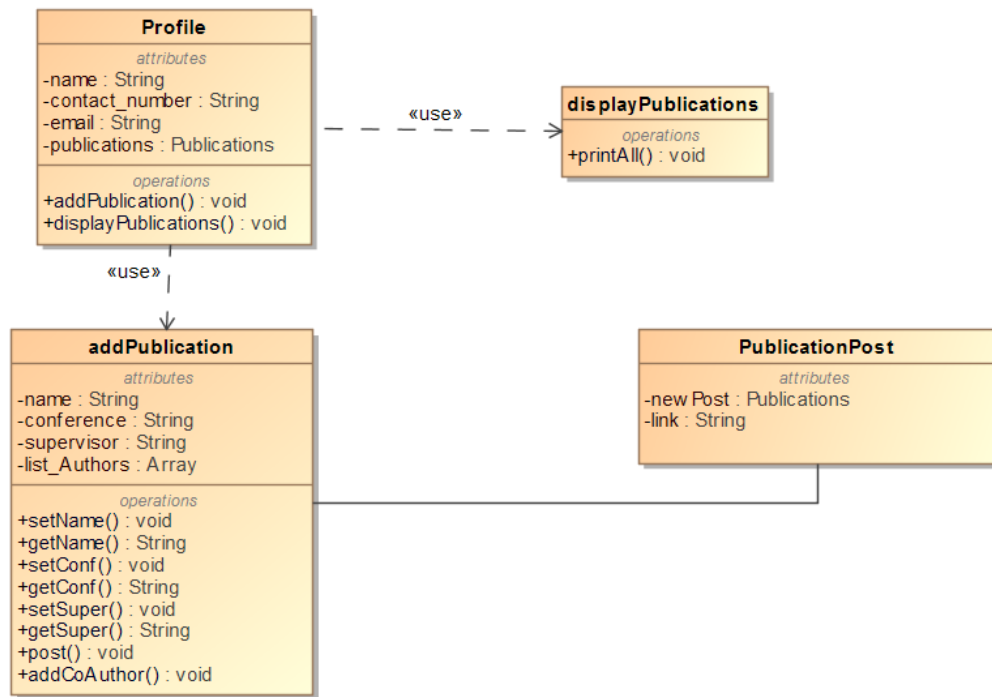 Profile
attributes
-name : String
-contact_number : String
-email : String
-publications : Publications
operations
+addPublication() : void
+displayPublications() : void
«use»
displayPublications
operations
+printAll() : void
«use»
addPublication
attributes
-name : String
-conference : String
-supervisor : String
-list_Authors : Array
operations
+setName() : void
+getName() : String
+setConf() : void
+getConf() : String
+setSuper() : void
+getSuper() : String
+post() : void
+addCoAuthor() : void
PublicationPost
attributes
-new Post : Publications
-link : String